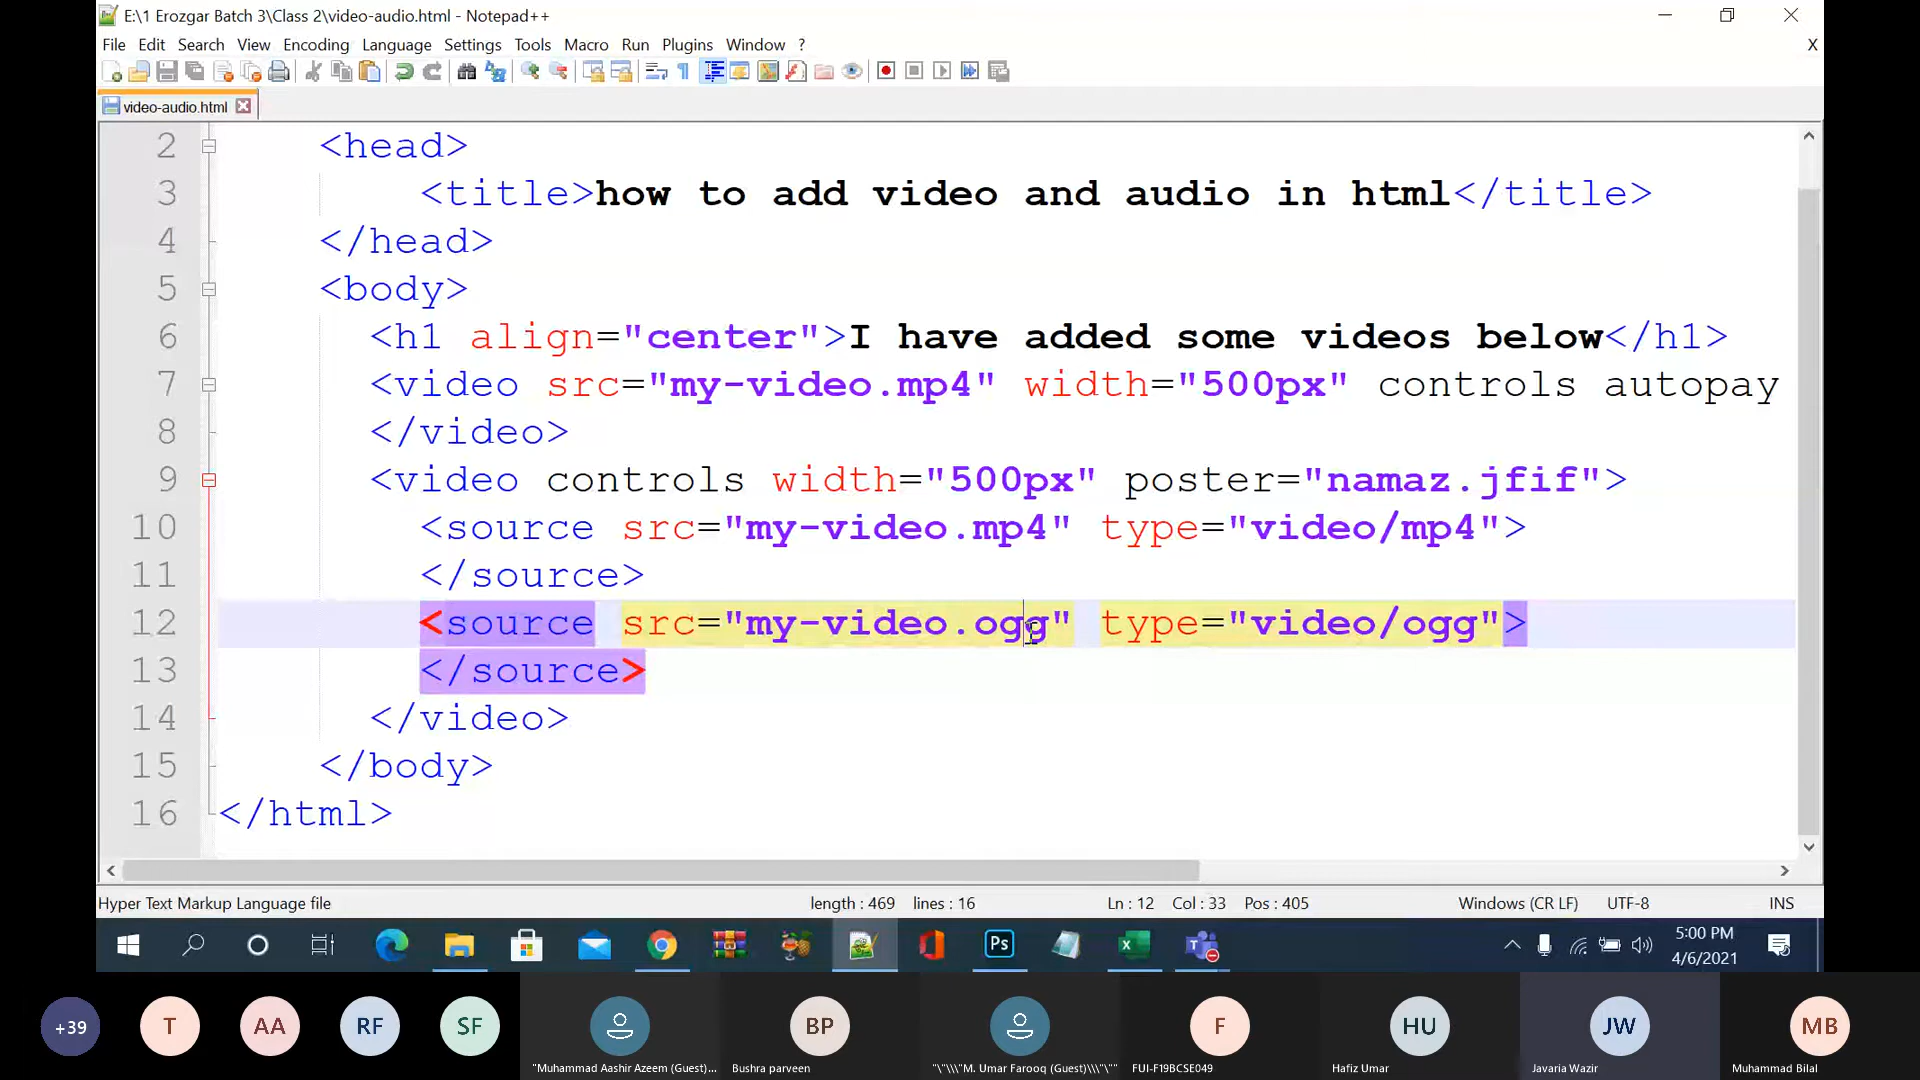 E:\1 Erozgar Batch 3\Class 2\video-audio.html - Notepad++
File Edit Search View Encoding Language Settings Tools Macro Run Plugins Window ? X
video-audio.html
2 <head>
3 <title>how to add video and audio in html</title>
4 </head>
5 <body>
6 <h1 align="center">I have added some videos below</h1>
7 <video src="my-video.mp4" width="500px" controls autopay
8 </video>
9 <video controls width="500px" poster="namaz.jfif">
10 <source src="my-video.mp4" type="video/mp4">
11 </source>
12 <source src="my-video.ogg" type="video/ogg">
13 </source>
14 </video>
15 </body>
16 </html>
Hyper Text Markup Language file length : 469 lines : 16 Ln : 12 Col : 33 Pos : 405 Windows (CR LF) UTF-8 INS
Ps
5:00 PM
4/6/2021
+39 T AA RF SF BP F HU JW MB
"Muhammad Aashir Azeem (Guest)... Bushra parveen "\"\\\"M. Umar Farooq (Guest)\\\"\"" FUI-F19BCSE049 Hafiz Umar Javaria Wazir Muhammad Bilal